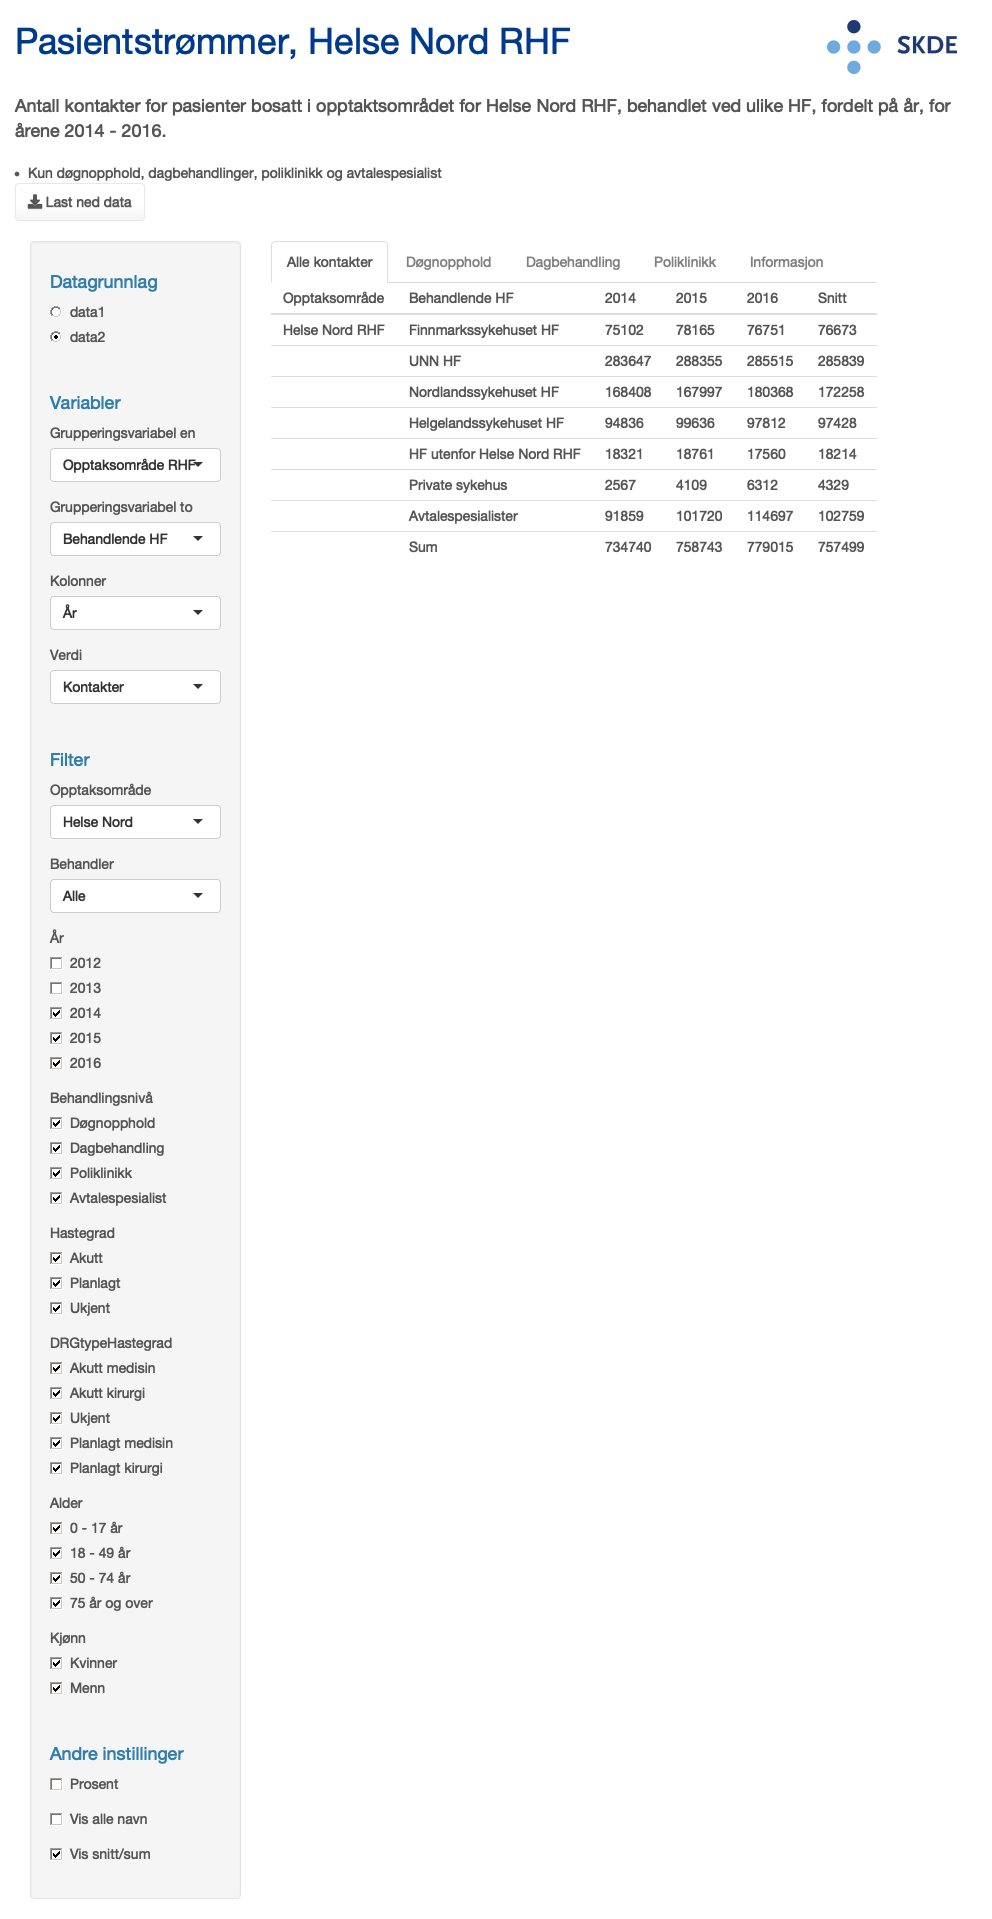 Pasientstrømmer, Helse Nord RHF
SKDE
Antall kontakter for pasienter bosatt i opptaktsområdet for Helse Nord RHF, behandlet ved ulike HF, fordelt på år, for
årene 2014 - 2016.
Kun døgnopphold, dagbehandlinger, poliklinikk og avtalespesialist
Last ned data
Datagrunnlag
data1
data2
Variabler
Grupperingsvariabel en
Opptaksområde RHF
Grupperingsvariabel to
Behandlende HF
Kolonner
År
Verdi
Kontakter
Filter
Opptaksområde
Helse Nord
Behandler
Alle
År
2012
2013
2014
2015
2016
Behandlingsnivå
Døgnopphold
Dagbehandling
Poliklinikk
Avtalespesialist
Hastegrad
Akutt
Planlagt
Ukjent
DRGtypeHastegrad
Akutt medisin
Akutt kirurgi
Ukjent
Planlagt medisin
Planlagt kirurgi
Alder
0 - 17 år
18 - 49 år
50 - 74 år
75 år og over
Kjønn
Kvinner
Menn
Andre instillinger
Prosent
Vis alle navn
Vis snitt/sum
Alle kontakter Døgnopphold Dagbehandling Poliklinikk Informasjon
Opptaksområde Behandlende HF 2014 2015 2016 Snitt
Helse Nord RHF Finnmarkssykehuset HF 75102 78165 76751 76673
UNN HF 283647 288355 285515 285839
Nordlandssykehuset HF 168408 167997 180368 172258
Helgelandssykehuset HF 94836 99636 97812 97428
HF utenfor Helse Nord RHF 18321 18761 17560 18214
Private sykehus 2567 4109 6312 4329
Avtalespesialister 91859 101720 114697 102759
Sum 734740 758743 779015 757499